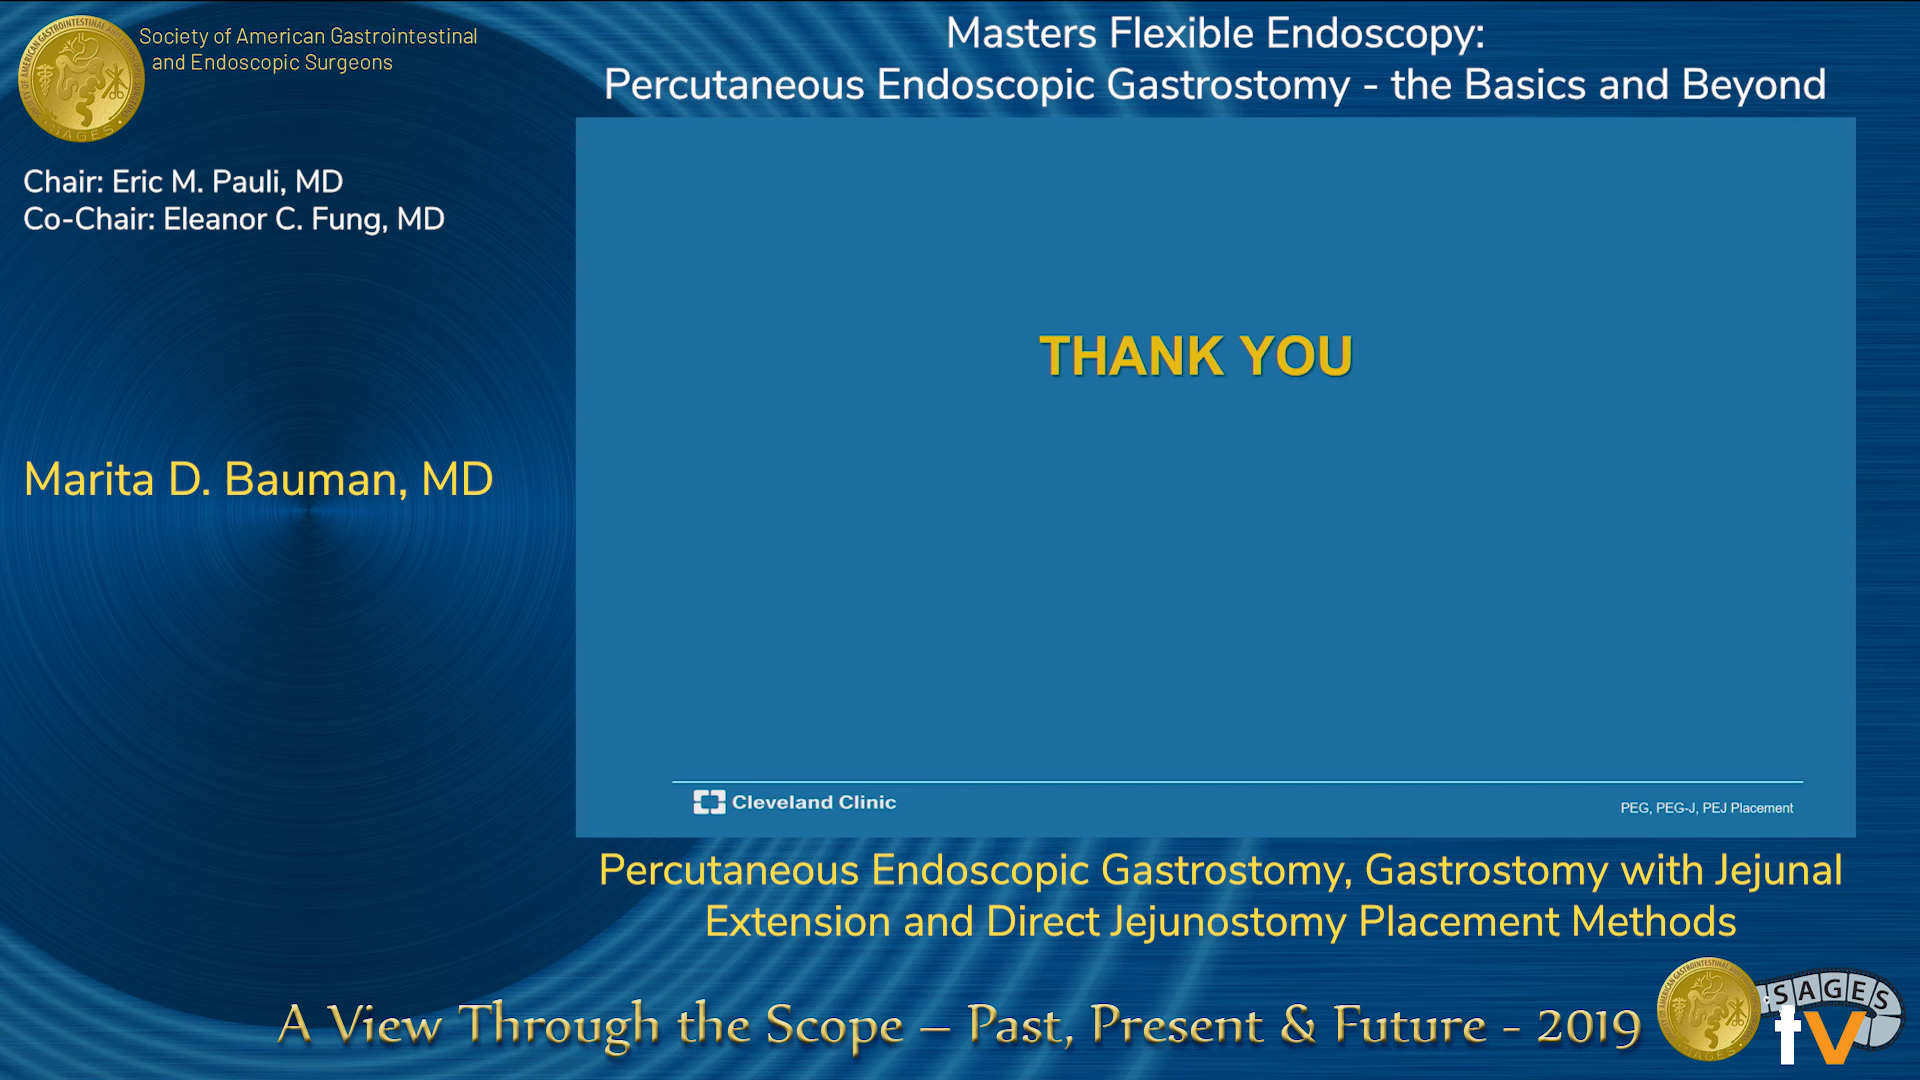 Society of American Gastrointestinal
and Endoscopic Surgeons
Masters Flexible Endoscopy:
Percutaneous Endoscopic Gastrostomy - the Basics and Beyond
Chair: Eric M. Pauli, MD
Co-Chair: Eleanor C. Fung, MD
Marita D. Bauman, MD
THANK YOU
Cleveland Clinic
PEG, PEG-J, PEJ Placement
Percutaneous Endoscopic Gastrostomy, Gastrostomy with Jejunal
Extension and Direct Jejunostomy Placement Methods
A View Through the Scope – Past, Present & Future - 2019
SAGES
tv